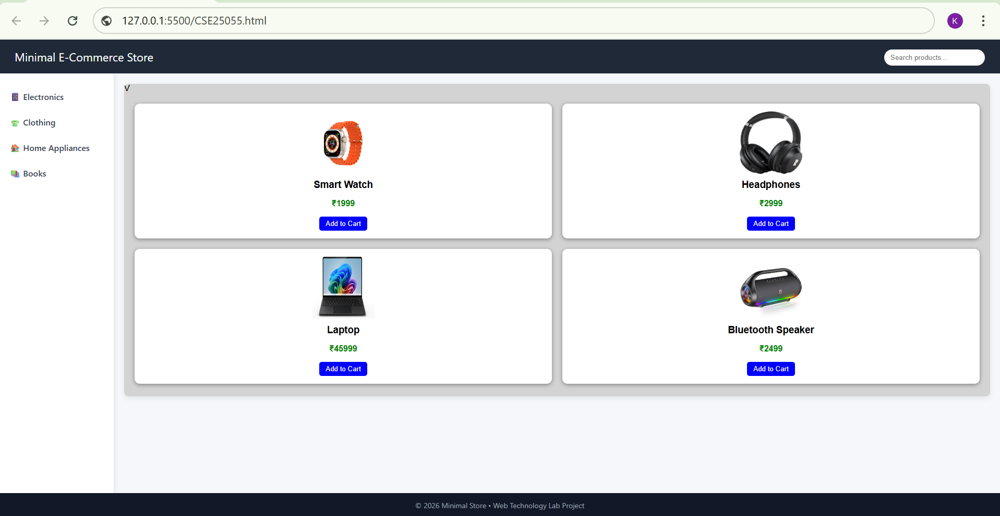 127.0.0.1:5500/CSE25055.html
K
Minimal E-Commerce Store
Search products...
Electronics
Clothing
Home Appliances
Books
V
Smart Watch
₹1999
Add to Cart
Headphones
₹2999
Add to Cart
Laptop
₹45999
Add to Cart
Bluetooth Speaker
₹2499
Add to Cart
© 2026 Minimal Store • Web Technology Lab Project